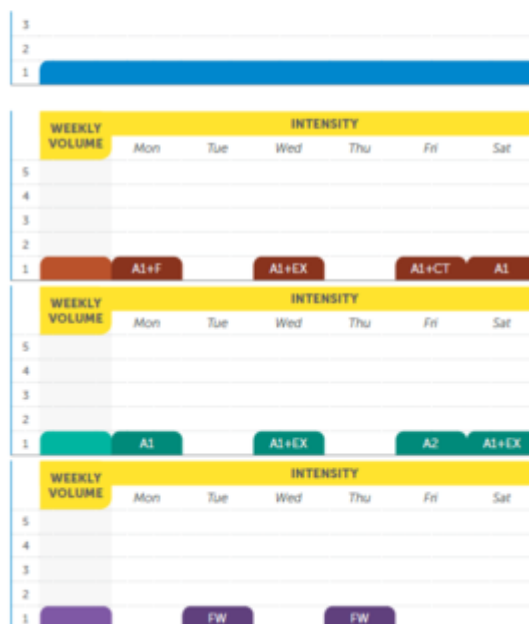 3
2
1
WEEKLY VOLUME INTENSITY
Mon Tue Wed Thu Fri Sat
5
4
3
2
1 A1+F A1+EX A1+CT A1
WEEKLY VOLUME INTENSITY
Mon Tue Wed Thu Fri Sat
5
4
3
2
1 A1 A1+EX A2 A1+EX
WEEKLY VOLUME INTENSITY
Mon Tue Wed Thu Fri Sat
5
4
3
2
1 FW FW